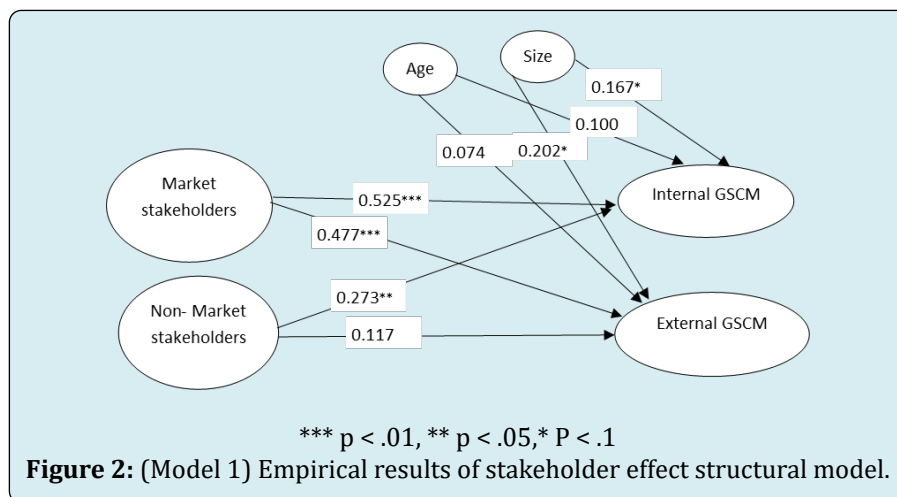 Age
Size
0.167*
0.100
0.074
0.202*
Market
stakeholders
0.525***
Internal GSCM
0.477***
Non- Market
stakeholders
0.273**
0.117
External GSCM
*** p < .01, ** p < .05,* P < .1
Figure 2: (Model 1) Empirical results of stakeholder effect structural model.